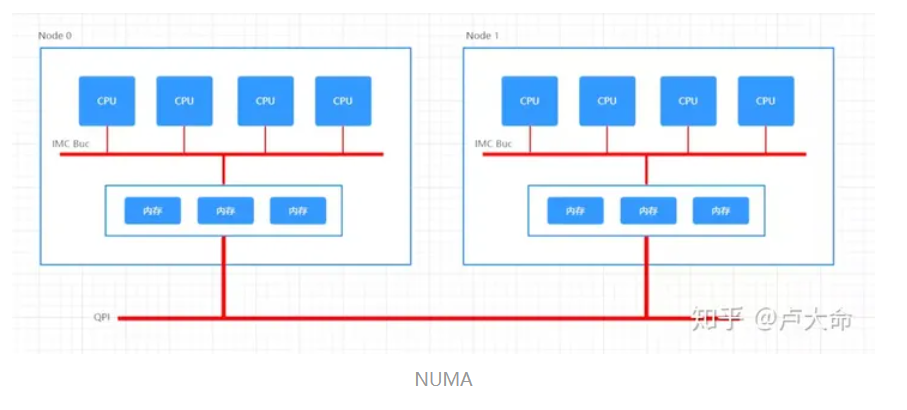 Node 0
Node 1
CPU CPU CPU CPU
CPU CPU CPU CPU
IMC Buc
IMC Buc
内存 内存 内存
内存 内存 内存
QPI
知乎 @卢大命
NUMA